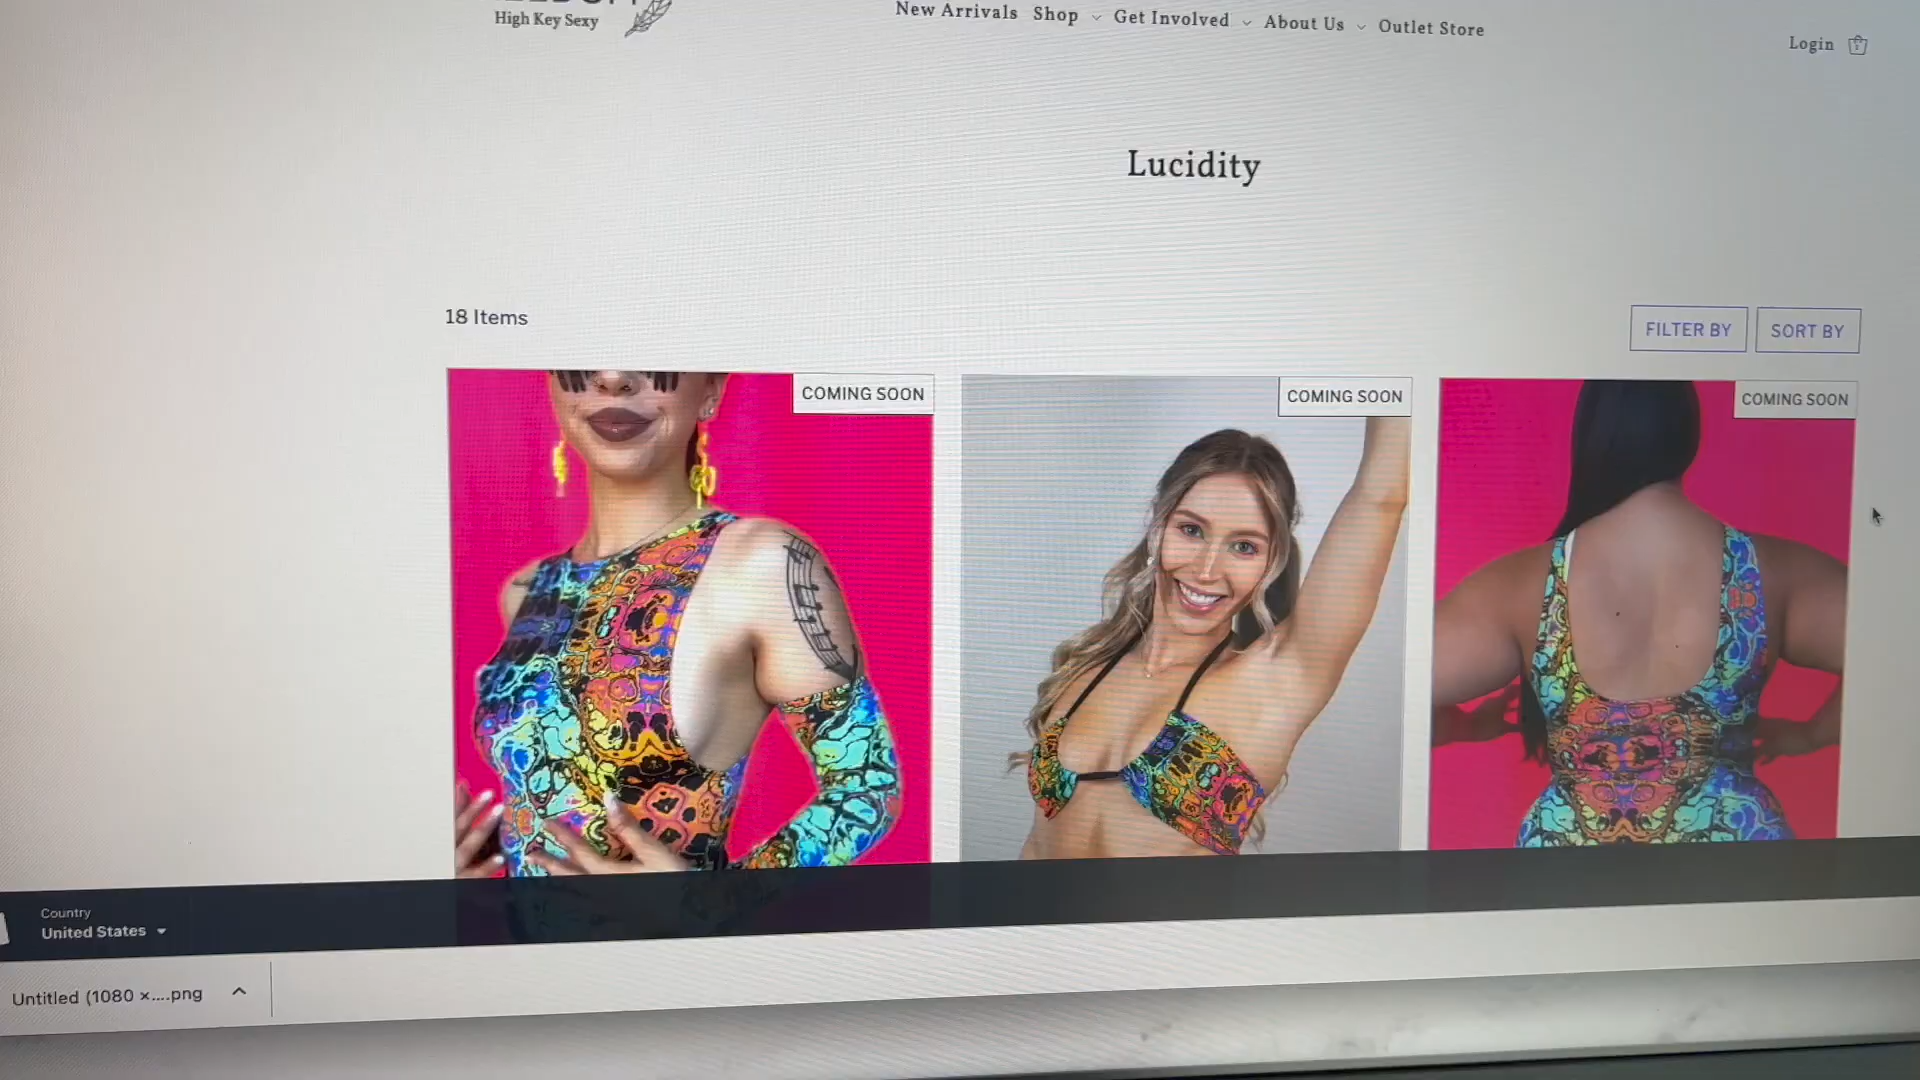 High Key Sexy
New Arrivals Shop Get Involved About Us Outlet Store
Login
Lucidity
18 Items
FILTER BY SORT BY
COMING SOON
COMING SOON
COMING SOON
Country
United States
Untitled (1080 ×....png